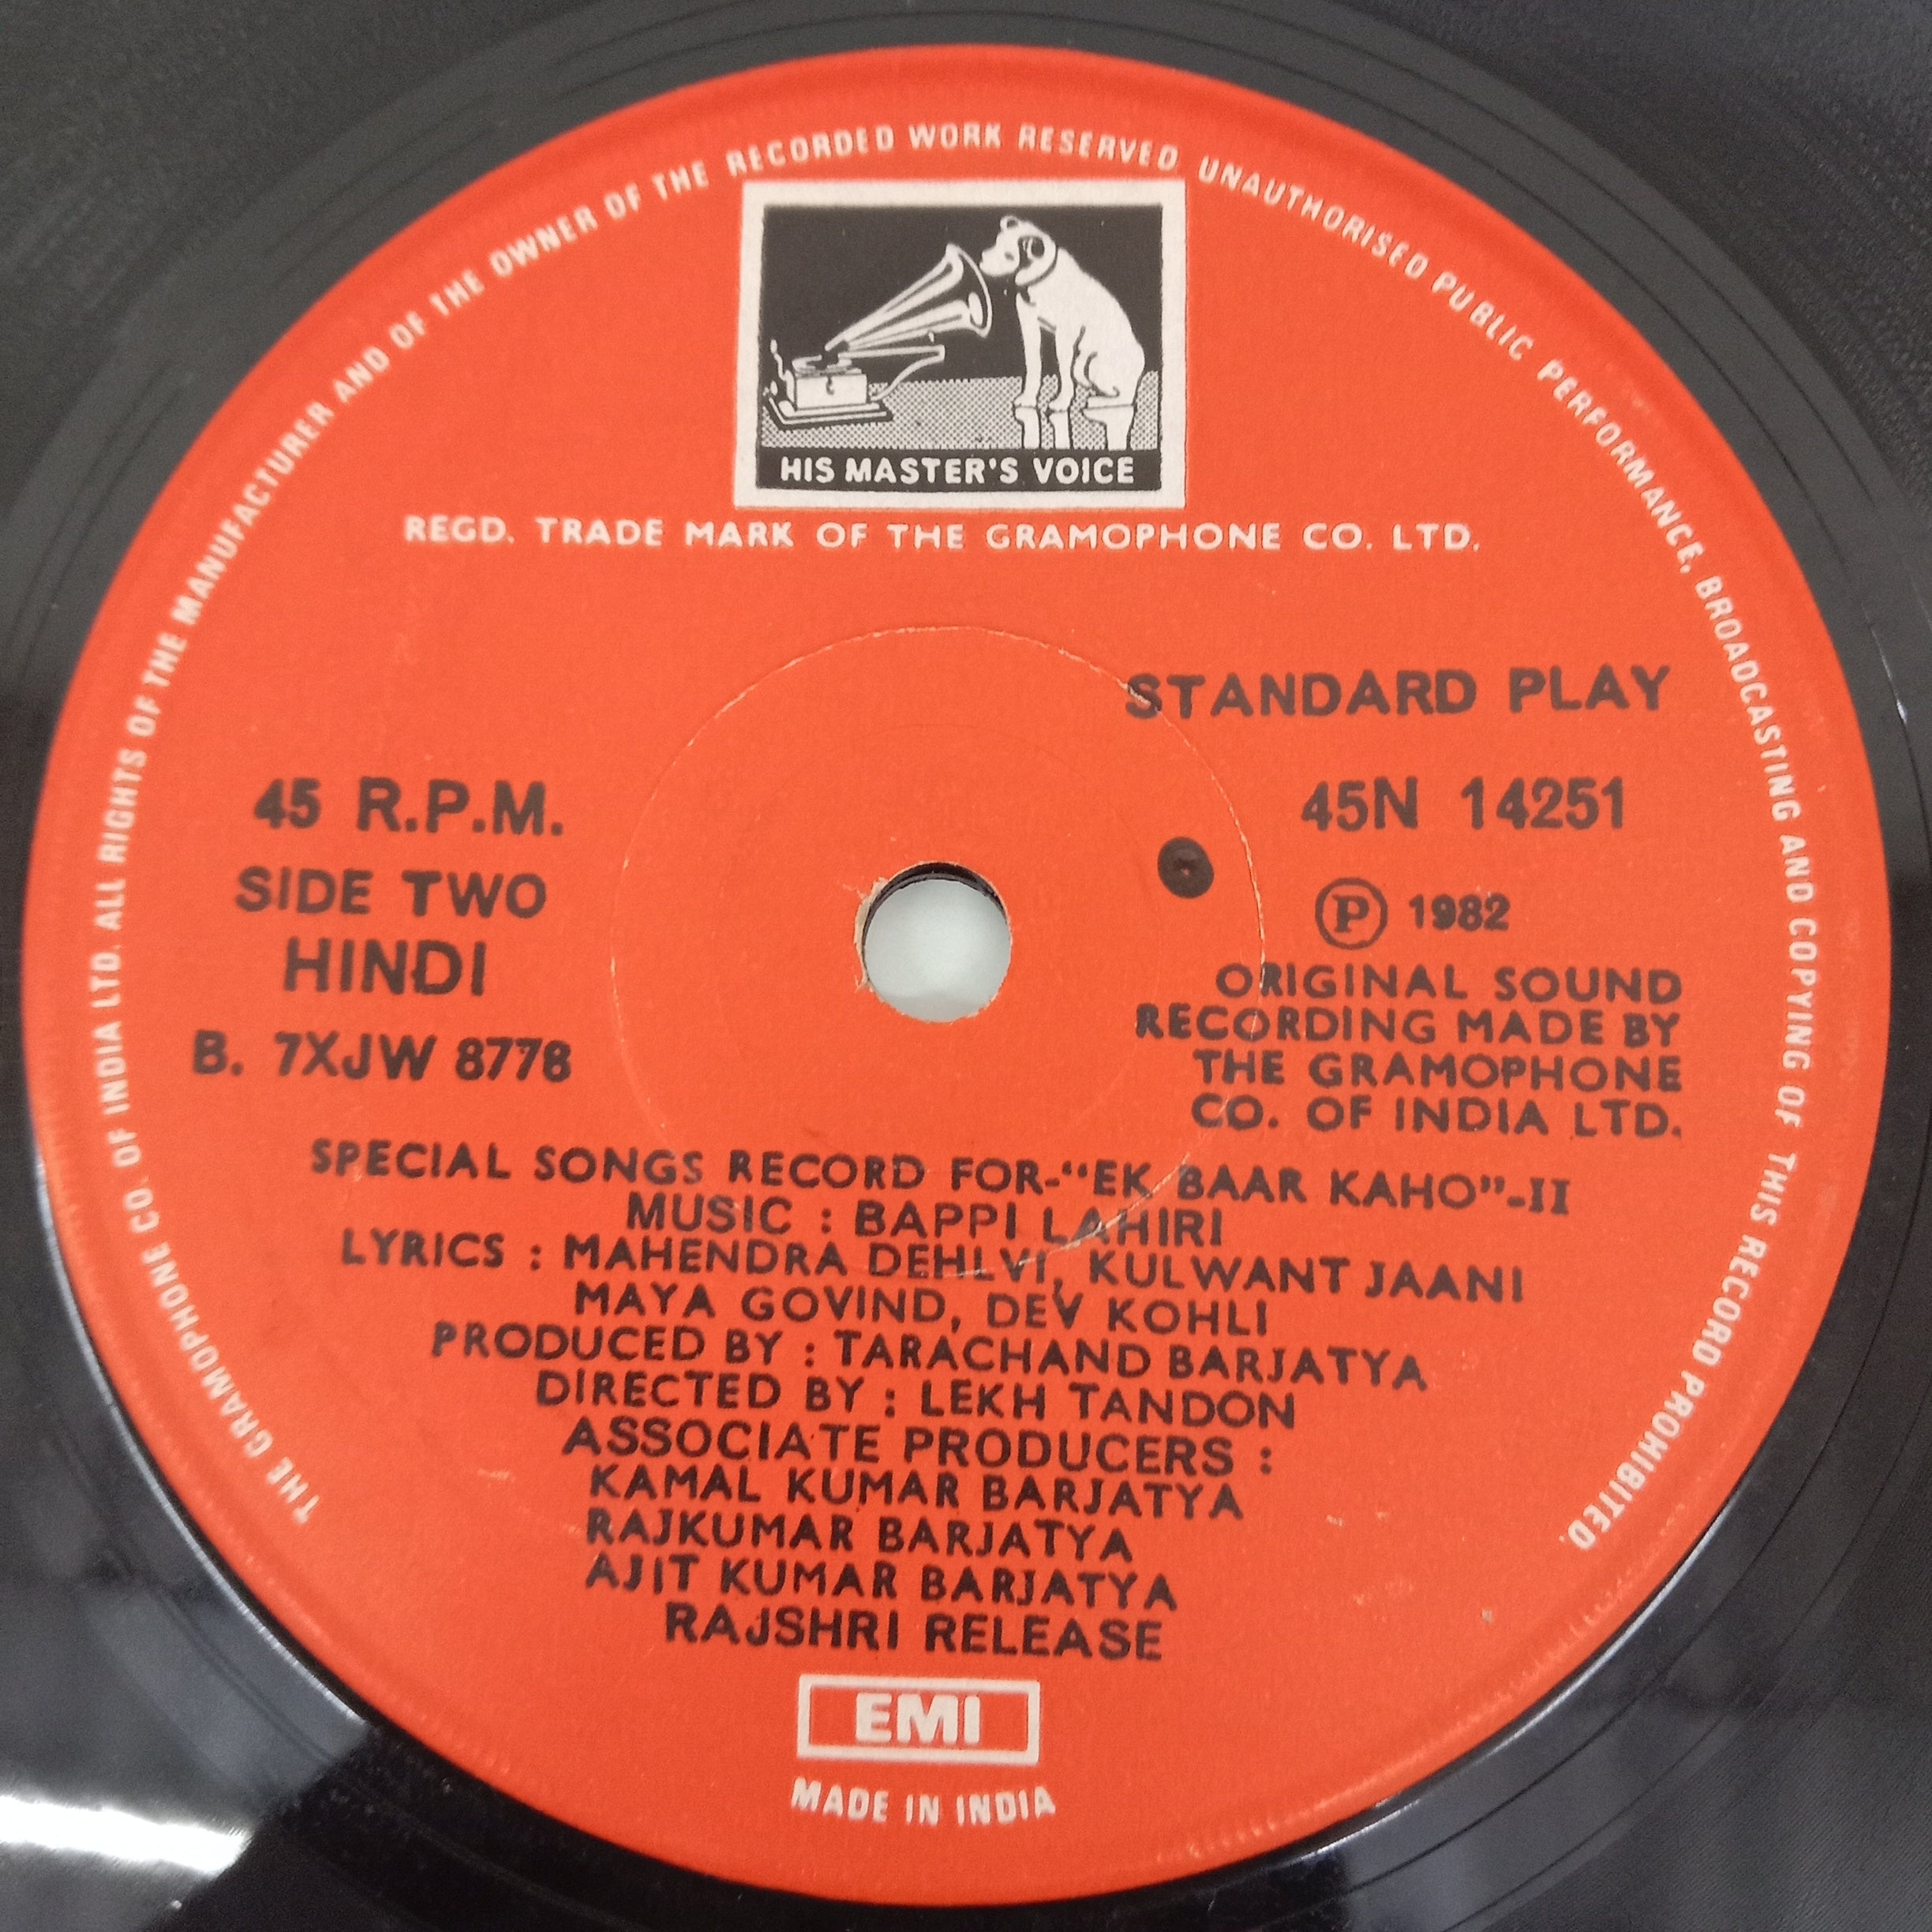 THE GRAMOPHONE CO. OF INDIA LTD. ALL RIGHTS OF THE MANUFACTURER AND OF THE OWNER OF THE RECORDED WORK RESERVED. UNAUTHORISED PUBLIC PERFORMANCE, BROADCASTING AND COPYING OF THIS RECORD PROHIBITED.
HIS MASTER'S VOICE
REGD. TRADE MARK OF THE GRAMOPHONE CO. LTD.
STANDARD PLAY
45 R.P.M.
SIDE TWO
HINDI
B. 7XJW 8778
45N 14251
Ⓟ 1982
ORIGINAL SOUND
RECORDING MADE BY
THE GRAMOPHONE
CO. OF INDIA LTD.
SPECIAL SONGS RECORD FOR-“EK BAAR KAHO”-II
MUSIC : BAPPI LAHIRI
LYRICS : MAHENDRA DEHLVI, KULWANT JAANI
MAYA GOVIND, DEV KOHLI
PRODUCED BY : TARACHAND BARJATYA
DIRECTED BY : LEKH TANDON
ASSOCIATE PRODUCERS :
KAMAL KUMAR BARJATYA
RAJKUMAR BARJATYA
AJIT KUMAR BARJATYA
RAJSHRI RELEASE
EMI
MADE IN INDIA